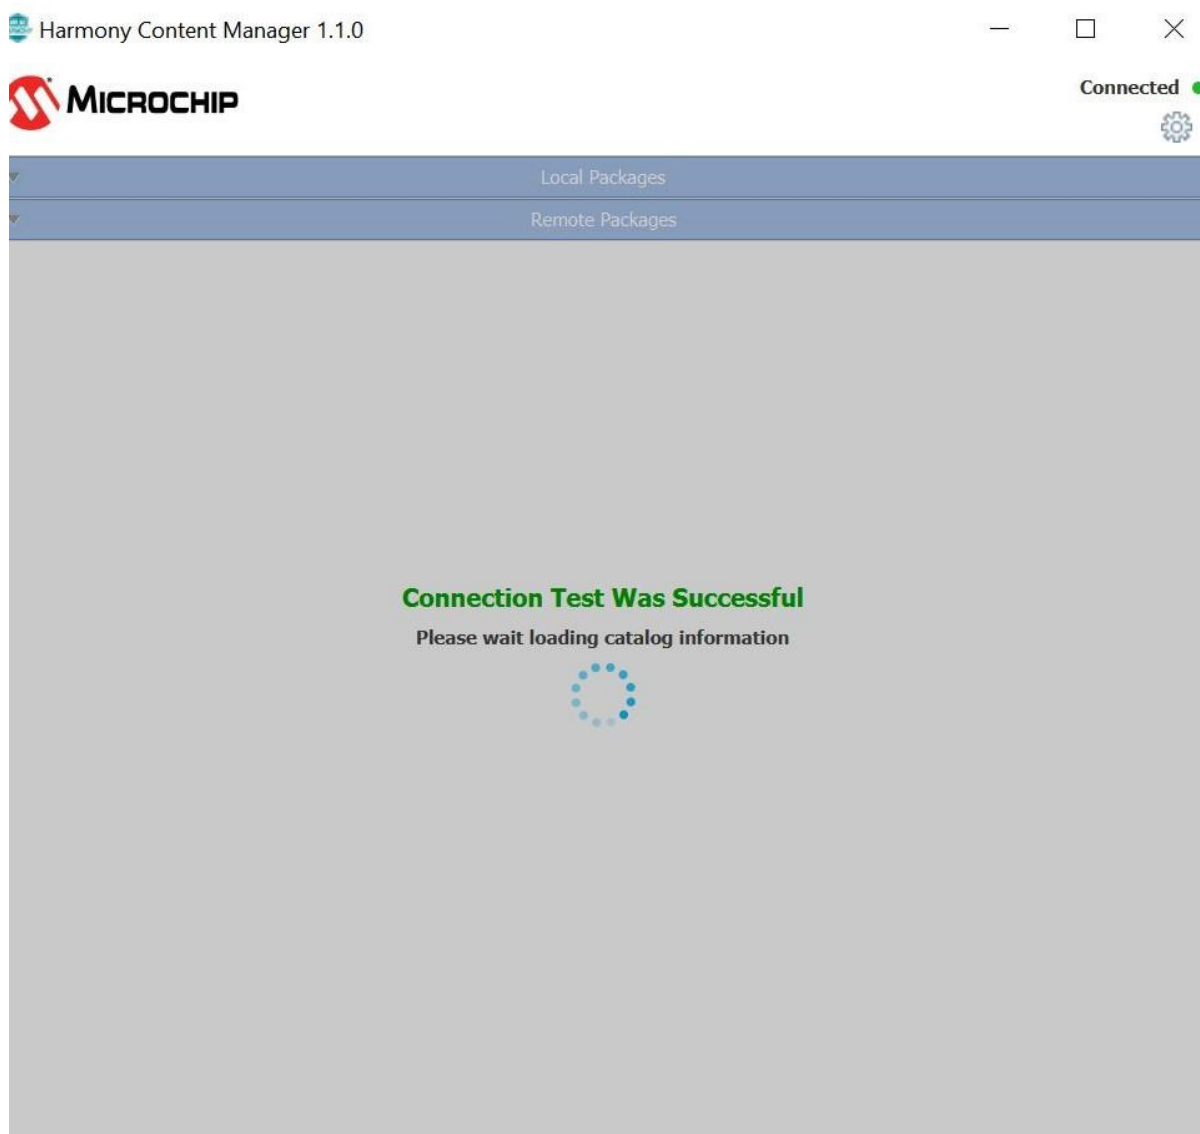 Harmony Content Manager 1.1.0
MICROCHIP
Connected
Local Packages
Remote Packages
Connection Test Was Successful
Please wait loading catalog information